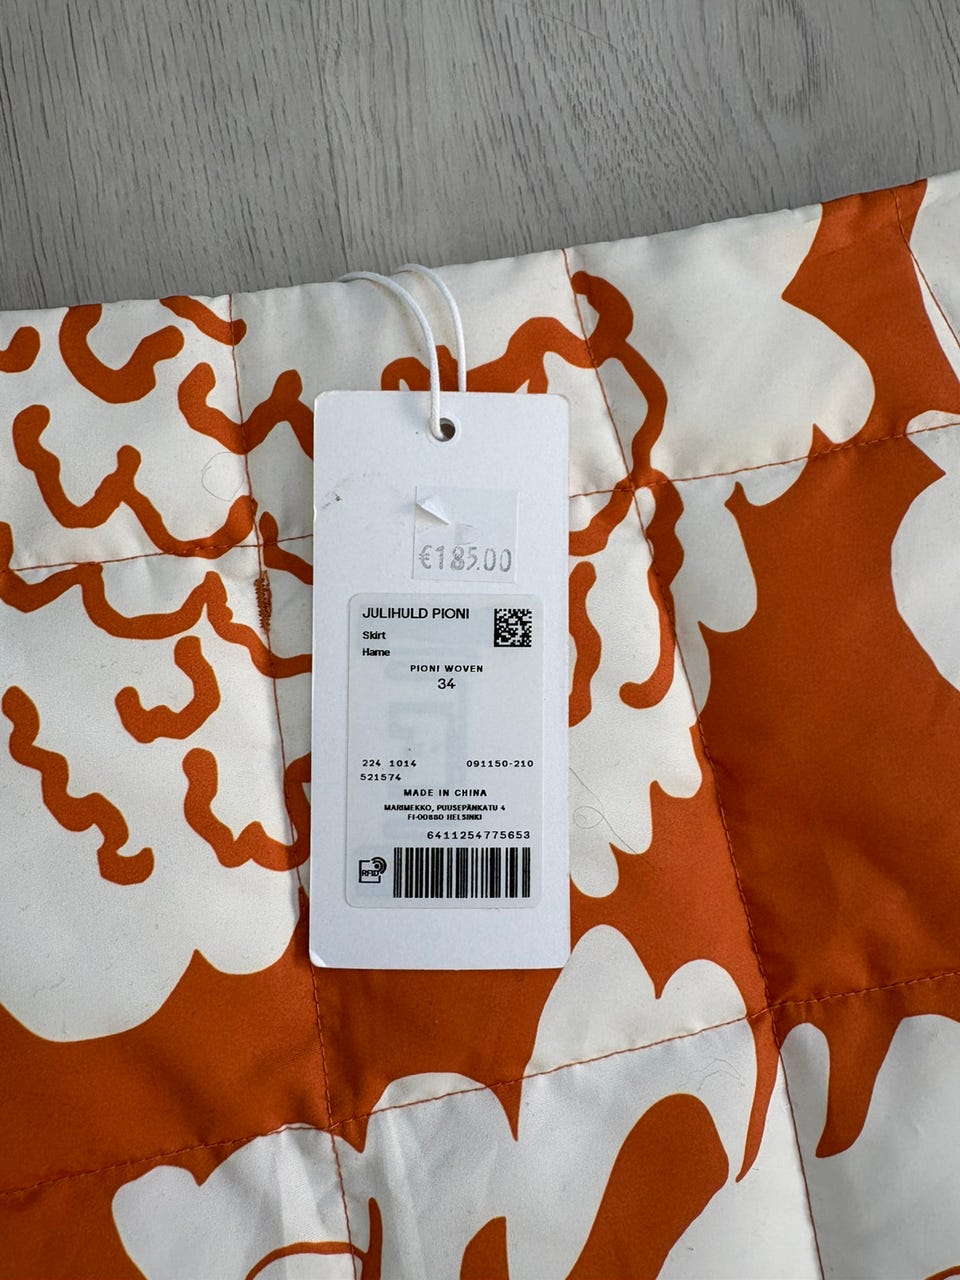 €185.00
JULIHULD PIONI
Skirt
Hame
PIONI WOVEN
34
224 1014 091150-210
521574
MADE IN CHINA
MARIMEKKO, PUUSEPÄNKATU 4
FI-00880 HELSINKI
6411254775653
RFID